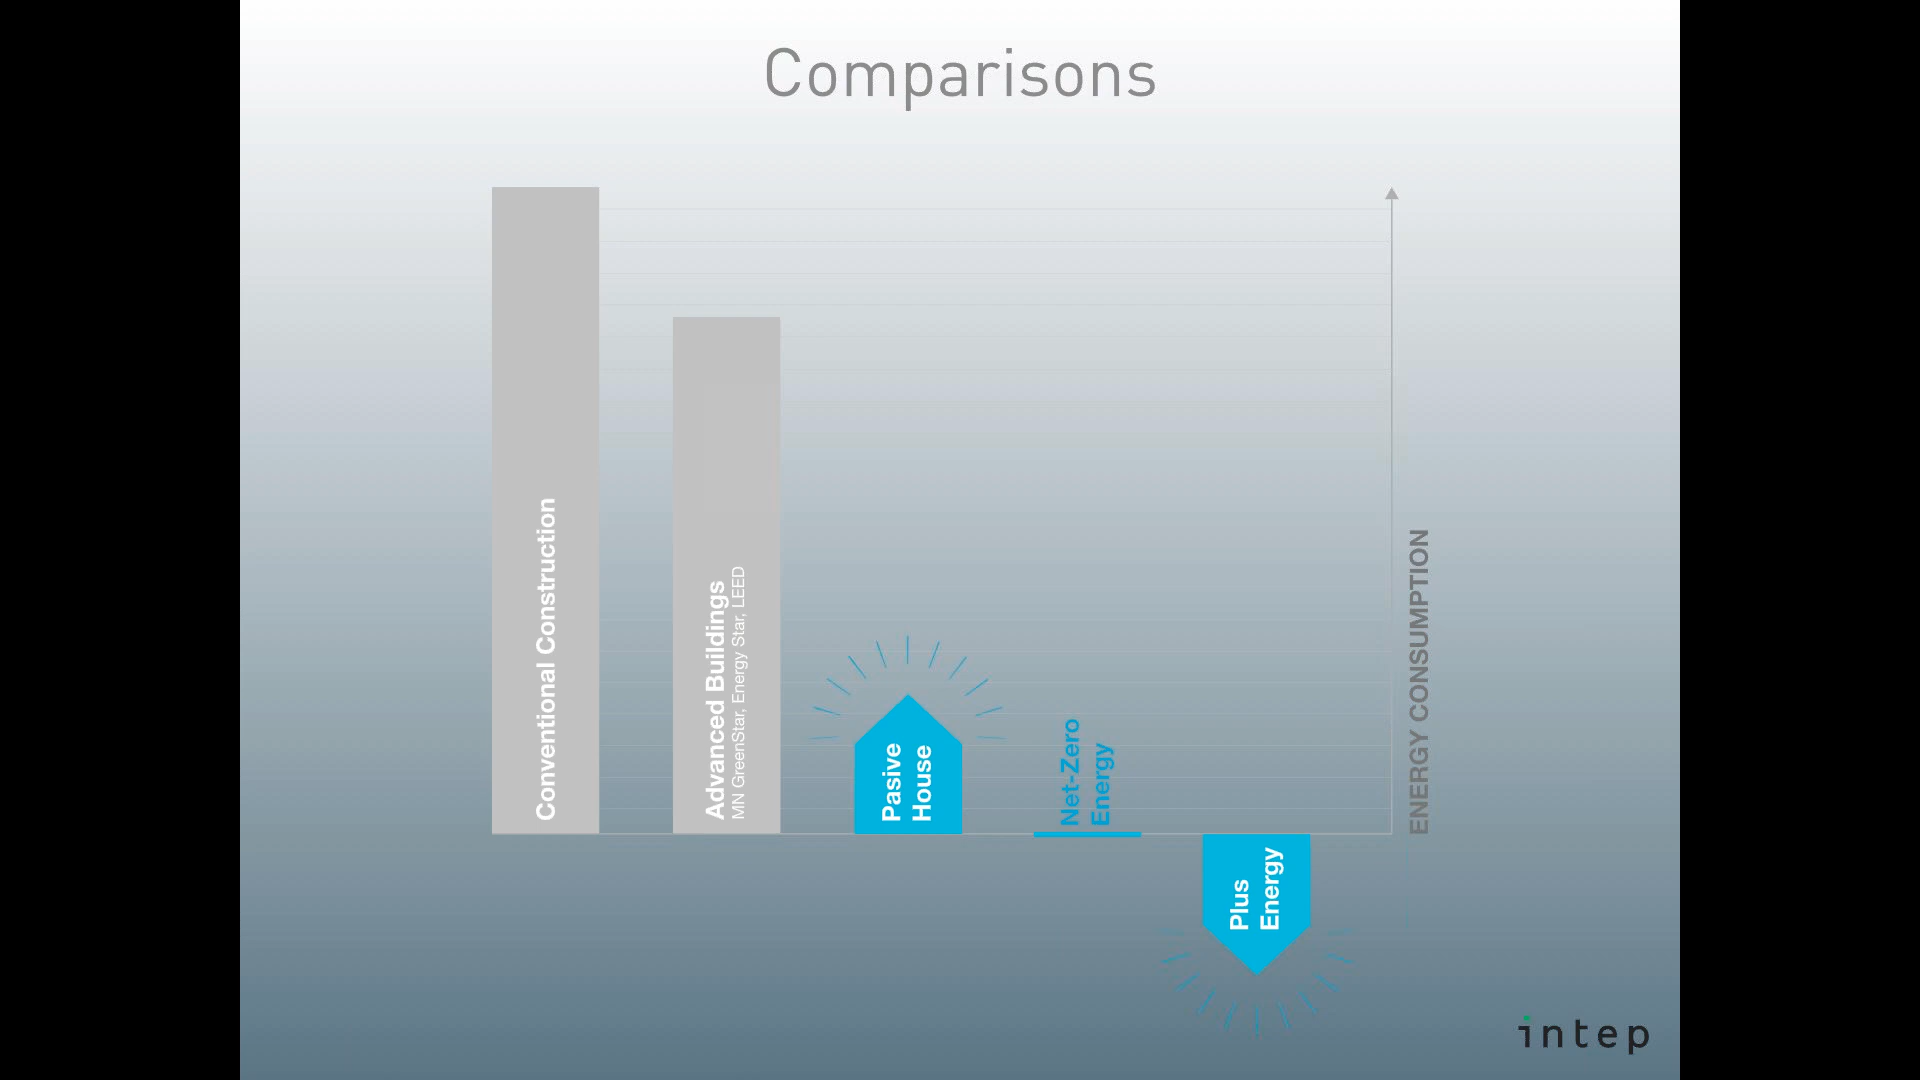 Comparisons
Conventional Construction
Advanced Buildings
MN GreenStar, Energy Star, LEED
Pasive
House
Net-Zero
Energy
Plus
Energy
ENERGY CONSUMPTION
intep